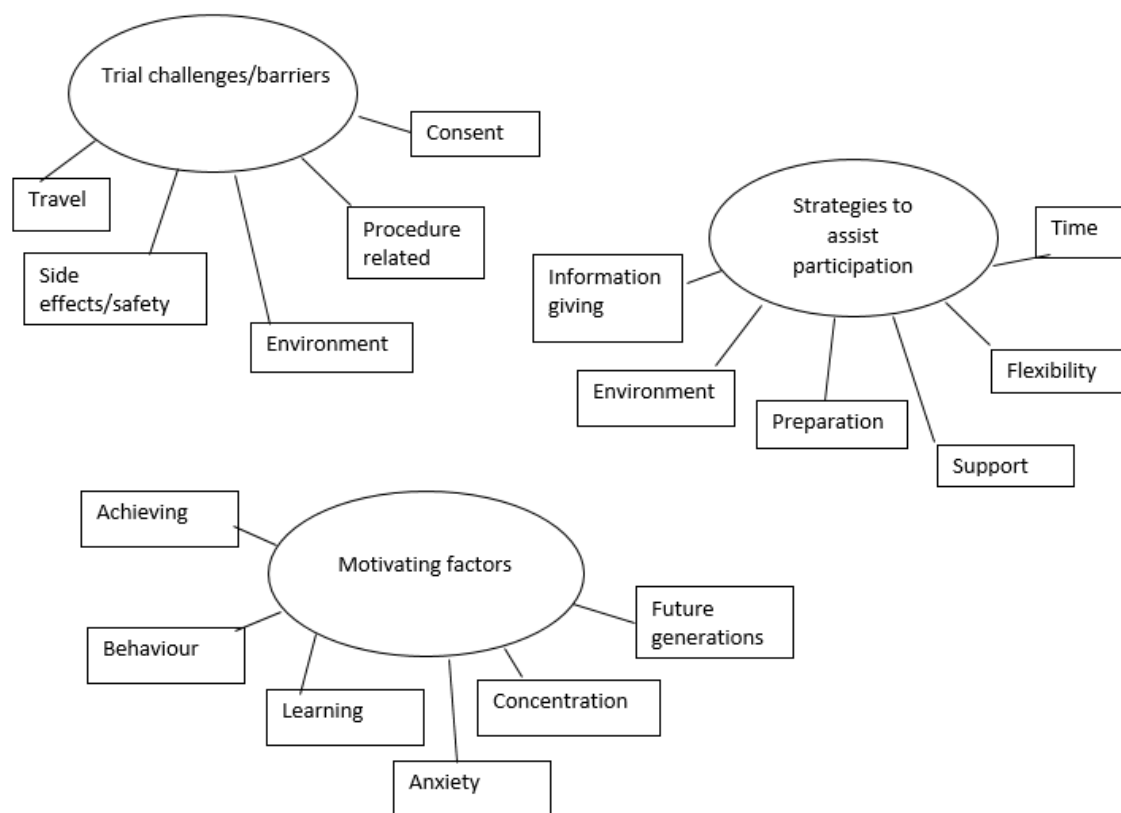 Trial challenges/barriers
Consent
Travel
Procedure
related
Side
effects/safety
Environment
Strategies to
assist
participation
Time
Information
giving
Flexibility
Environment
Preparation
Support
Motivating factors
Achieving
Future
generations
Behaviour
Concentration
Learning
Anxiety